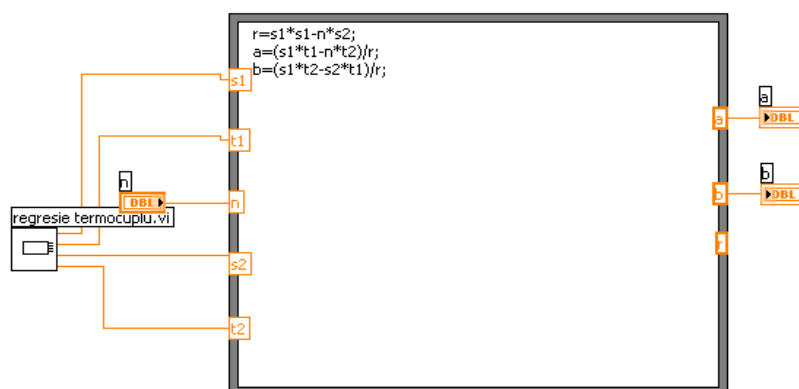 r=s1*s1-n*s2;
a=(s1*t1-n*t2)/r;
b=(s1*t2-s2*t1)/r;
s1
a
a
DBL
t1
n
DBL
n
b
b
DBL
regresie termocuplu.vi
r
s2
t2